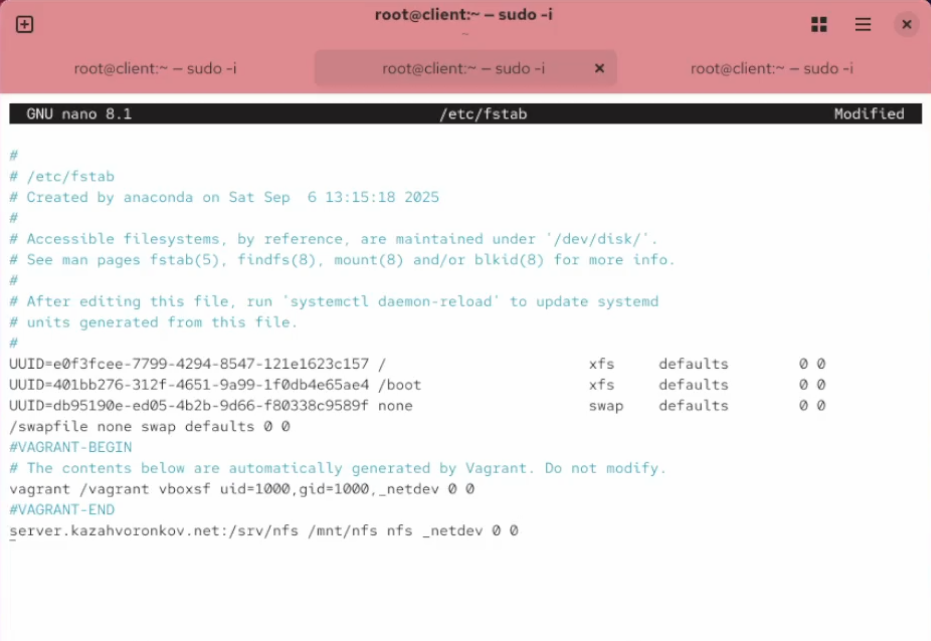 root@client:~ — sudo -i
~
root@client:~ — sudo -i root@client:~ — sudo -i root@client:~ — sudo -i
GNU nano 8.1 /etc/fstab Modified
#
# /etc/fstab
# Created by anaconda on Sat Sep  6 13:15:18 2025
#
# Accessible filesystems, by reference, are maintained under '/dev/disk/'.
# See man pages fstab(5), findfs(8), mount(8) and/or blkid(8) for more info.
#
# After editing this file, run 'systemctl daemon-reload' to update systemd
# units generated from this file.
#
UUID=e0f3fcee-7799-4294-8547-121e1623c157 / xfs defaults 0 0
UUID=401bb276-312f-4651-9a99-1f0db4e65ae4 /boot xfs defaults 0 0
UUID=db95190e-ed05-4b2b-9d66-f80338c9589f none swap defaults 0 0
/swapfile none swap defaults 0 0
#VAGRANT-BEGIN
# The contents below are automatically generated by Vagrant. Do not modify.
vagrant /vagrant vboxsf uid=1000,gid=1000,_netdev 0 0
#VAGRANT-END
server.kazahvoronkov.net:/srv/nfs /mnt/nfs nfs _netdev 0 0